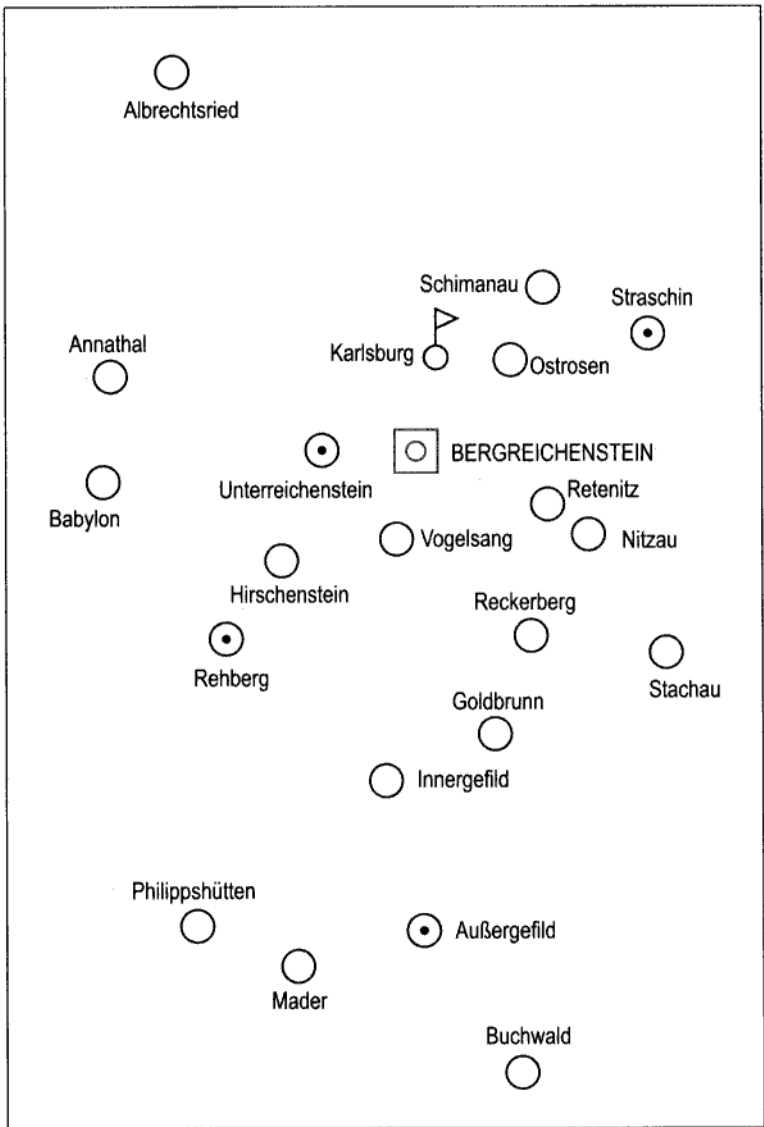 Albrechtsried
Schimanau
Straschin
Annathal
Karlsburg
Ostrosen
BERGREICHENSTEIN
Unterreichenstein
Retenitz
Babylon
Vogelsang
Nitzau
Hirschenstein
Reckerberg
Rehberg
Stachau
Goldbrunn
Innergefild
Philippshütten
Außergefild
Mader
Buchwald